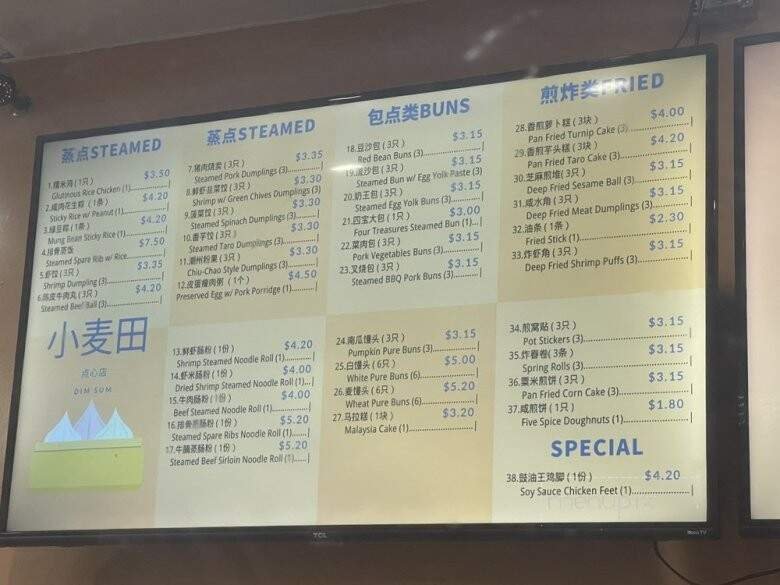 蒸点STEAMED
1.糯米鸡 (1只) $3.50
Glutinous Rice Chicken (1)
2.咸肉花生粽 (1条) $4.20
Sticky Rice w/ Peanut (1)
3.绿豆粽 (1条) $4.20
Mung Bean Sticky Rice (1)
4.排骨蒸饭 $7.50
Steamed Spare Rib w/ Rice
5.虾饺 (3只) $3.35
Shrimp Dumpling (3)
6.陈皮牛肉丸 (3只) $4.20
Steamed Beef Ball (3)
小麦田
点心店
DIM SUM
蒸点STEAMED
7.猪肉烧卖 (3只) $3.35
Steamed Pork Dumplings (3)
8.鲜虾韭菜饺 (3只) $3.30
Shrimp w/ Green Chives Dumplings (3)
9.菠菜饺 (3只) $3.30
Steamed Spinach Dumplings (3)
10.香芋饺 (3只) $3.30
Steamed Taro Dumplings (3)
11.潮州粉果 (3只) $3.30
Chiu-Chao Style Dumplings (3)
12.皮蛋瘦肉粥 (1个) $4.50
Preserved Egg w/ Pork Porridge (1)
13.鲜虾肠粉 (1份) $4.20
Shrimp Steamed Noodle Roll (1)
14.虾米肠粉 (1份) $4.00
Dried Shrimp Steamed Noodle Roll (1)
15.牛肉肠粉 (1份) $4.00
Beef Steamed Noodle Roll (1)
16.排骨蒸肠粉 (1份) $5.20
Steamed Spare Ribs Noodle Roll (1)
17.牛腩蒸肠粉 (1份) $5.20
Steamed Beef Sirloin Noodle Roll (1)
包点类BUNS
18.豆沙包 (3只) $3.15
Red Bean Buns (3)
19.流沙包 (3只) $3.15
Steamed Bun w/ Egg Yolk Paste (3)
20.奶王包 (3只) $3.15
Steamed Egg Yolk Buns (3)
21.四宝大包 (1只) $3.00
Four Treasures Steamed Bun (1)
22.菜肉包 (3只) $3.15
Pork Vegetables Buns (3)
23.叉烧包 (3只) $3.15
Steamed BBQ Pork Buns (3)
24.南瓜馒头 (3只) $3.15
Pumpkin Pure Buns (3)
25.白馒头 (6只) $5.00
White Pure Buns (6)
26.麦馒头 (6只) $5.20
Wheat Pure Buns (6)
27.马拉糕 (1块) $3.20
Malaysia Cake (1)
煎炸类FRIED
28.香煎萝卜糕 (3块) $4.00
Pan Fried Turnip Cake (3)
29.香煎芋头糕 (3块) $4.20
Pan Fried Taro Cake (3)
30.芝麻煎堆 (3只) $3.15
Deep Fried Sesame Ball (3)
31.咸水角 (3只) $3.15
Deep Fried Meat Dumplings (3)
32.油条 (1条) $2.30
Fried Stick (1)
33.炸虾角 (3只) $3.15
Deep Fried Shrimp Puffs (3)
34.煎窝贴 (3只) $3.15
Pot Stickers (3)
35.炸春卷 (3条) $3.15
Spring Rolls (3)
36.粟米煎饼 (3只) $3.15
Pan Fried Corn Cake (3)
37.咸煎饼 (1只) $1.80
Five Spice Doughnuts (1)
SPECIAL
38.豉油王鸡脚 (1份) $4.20
Soy Sauce Chicken Feet (1)
TCL
Roku TV